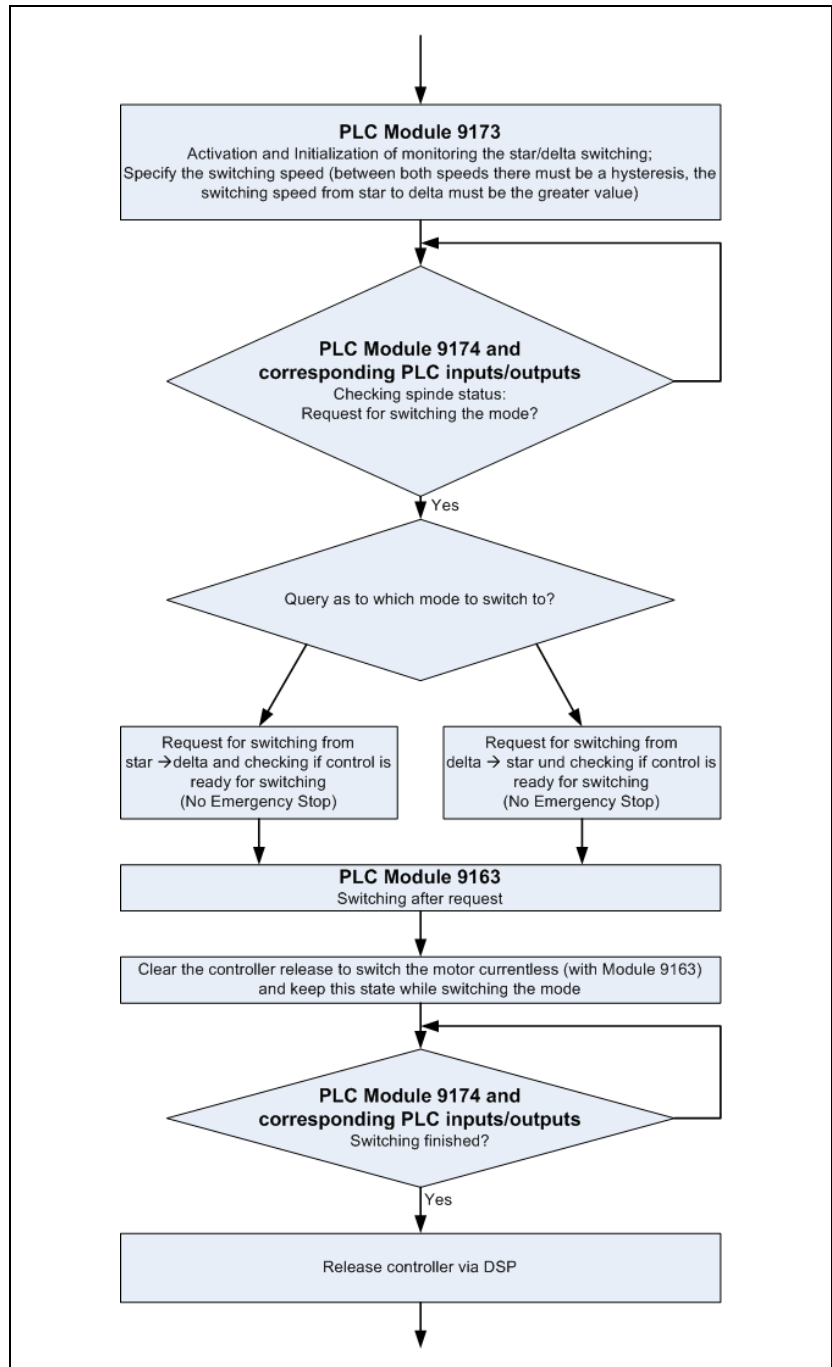 PLC Module 9173
Activation and Initialization of monitoring the star/delta switching;
Specify the switching speed (between both speeds there must be a hysteresis, the
switching speed from star to delta must be the greater value)
PLC Module 9174 and
corresponding PLC inputs/outputs
Checking spinde status:
Request for switching the mode?
Yes
Query as to which mode to switch to?
Request for switching from
star →delta and checking if control is
ready for switching
(No Emergency Stop)
Request for switching from
delta → star und checking if control is
ready for switching
(No Emergency Stop)
PLC Module 9163
Switching after request
Clear the controller release to switch the motor currentless (with Module 9163)
and keep this state while switching the mode
PLC Module 9174 and
corresponding PLC inputs/outputs
Switching finished?
Yes
Release controller via DSP